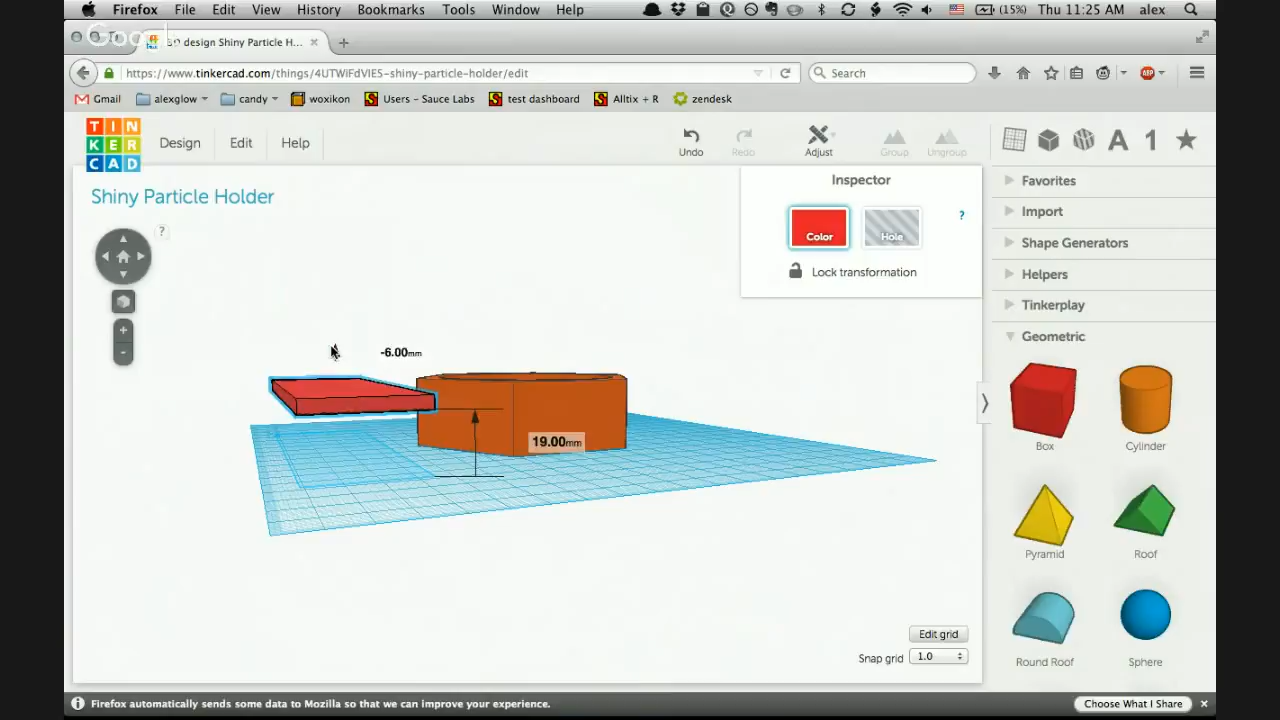 Firefox File Edit View History Bookmarks Tools Window Help (15%) Thu 11:25 AM alex
design Shiny Particle H...
https://www.tinkercad.com/things/4UTWiFdVIES-shiny-particle-holder/edit Search ABP
Gmail alexglow candy woxikon Users - Sauce Labs test dashboard Alltix + R zendesk
TIN
KER
CAD
Design Edit Help Undo Redo Adjust Group Ungroup A 1
Shiny Particle Holder
?
Inspector
Color Hole ?
Lock transformation
Favorites
Import
Shape Generators
Helpers
Tinkerplay
Geometric
Box Cylinder
Pyramid Roof
Round Roof Sphere
-6.00mm
19.00mm
+
-
Edit grid
Snap grid 1.0
Firefox automatically sends some data to Mozilla so that we can improve your experience. Choose What I Share